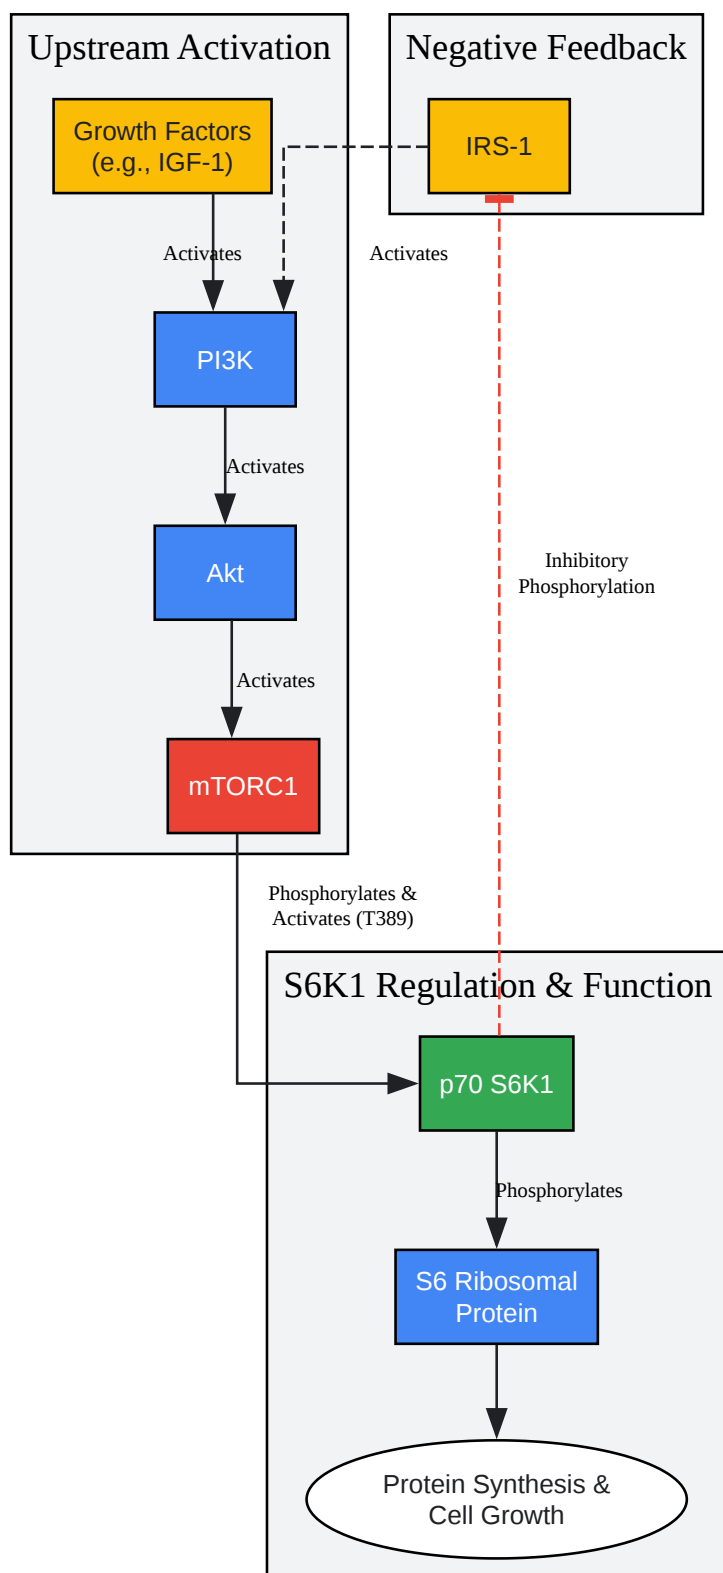 Upstream Activation
Negative Feedback
Growth Factors
(e.g., IGF-1)
IRS-1
Activates
Activates
PI3K
Activates
Akt
Inhibitory
Phosphorylation
Activates
mTORC1
Phosphorylates &
Activates (T389)
S6K1 Regulation & Function
p70 S6K1
Phosphorylates
S6 Ribosomal
Protein
Protein Synthesis &
Cell Growth